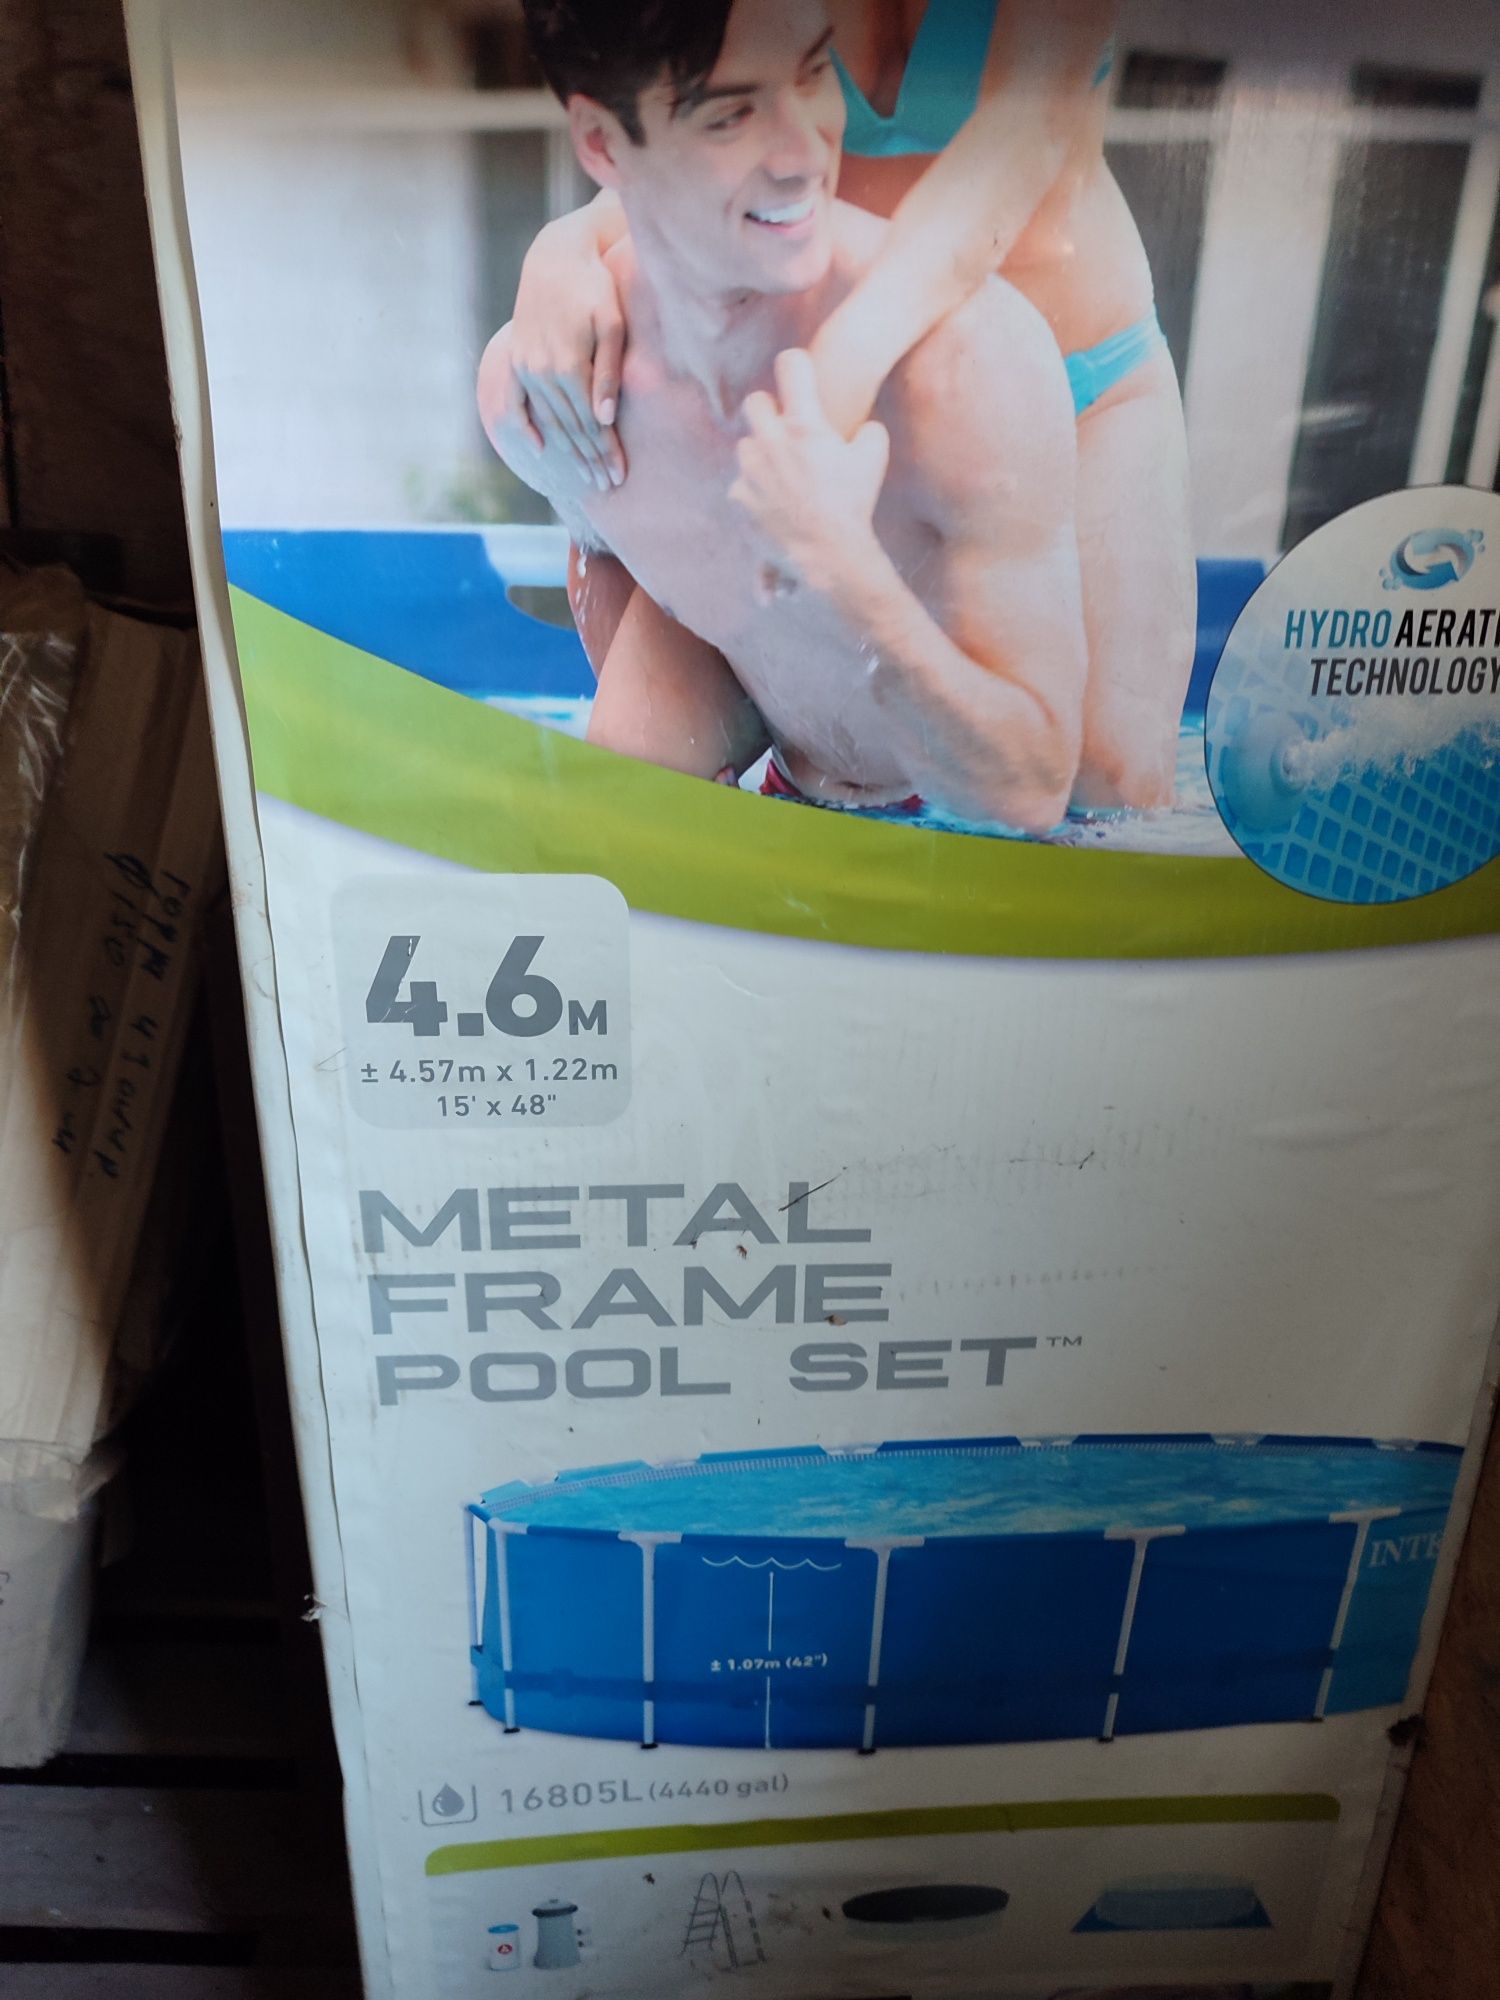 HYDRO AERATI
TECHNOLOGY
4.6M
± 4.57m x 1.22m
15' x 48"
METAL
FRAME
POOL SET™
INTE
± 1.07m (42")
16805L (4440 gal)